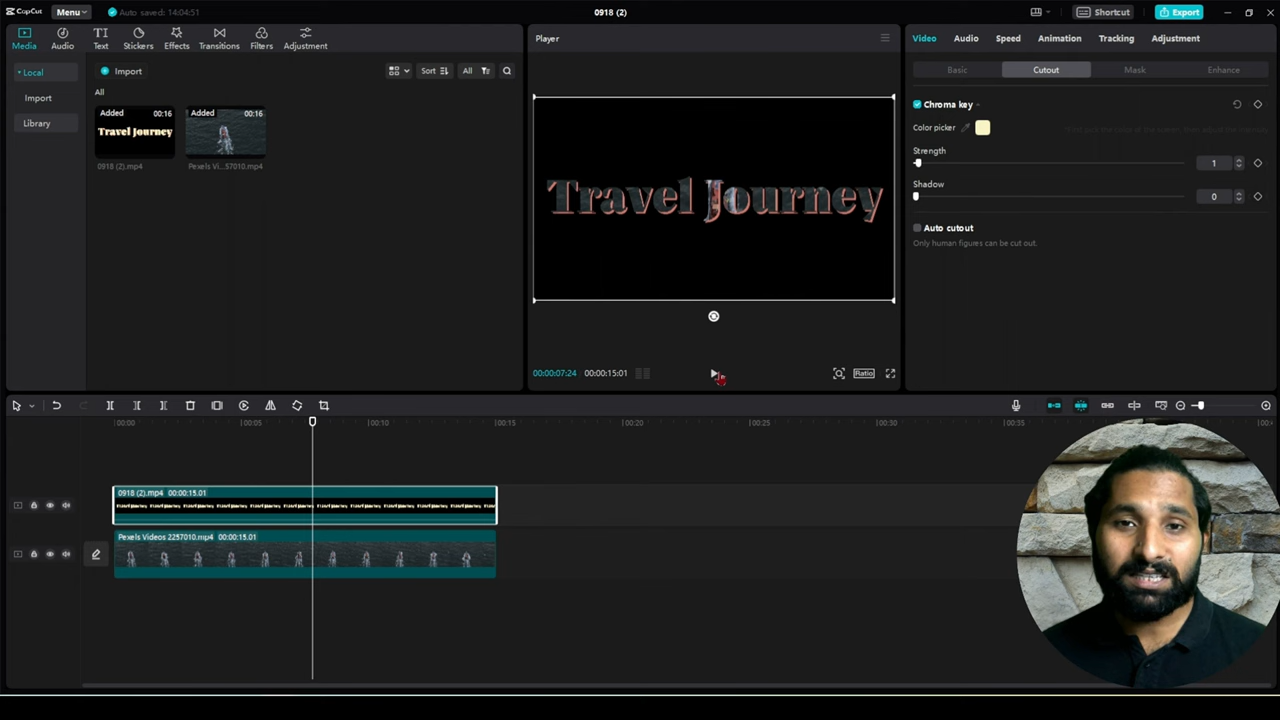 CapCut
Menu
Auto saved: 14:04:51
0918 (2)
Shortcut
Export
Media
Audio
Text
Stickers
Effects
Transitions
Filters
Adjustment
Local
Import
Library
Import
Sort
All
All
Added
00:16
Travel Journey
0918 (2).mp4
Added
00:16
Pexels Vi...57010.mp4
Player
Travel Journey
00:00:07:24
00:00:15:01
Ratio
Video
Audio
Speed
Animation
Tracking
Adjustment
Basic
Cutout
Mask
Enhance
Chroma key
Color picker
Strength
1
Shadow
0
Auto cutout
Only human figures can be cut out.
00:00
00:05
00:10
00:15
00:20
00:25
00:30
00:35
0918 (2).mp4 00:00:15:01
Pexels Videos 2257010.mp4 00:00:15:01